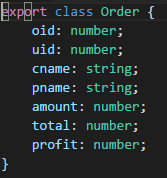 export class Order {
    oid: number;
    uid: number;
    cname: string;
    pname: string;
    amount: number;
    total: number;
    profit: number;
}